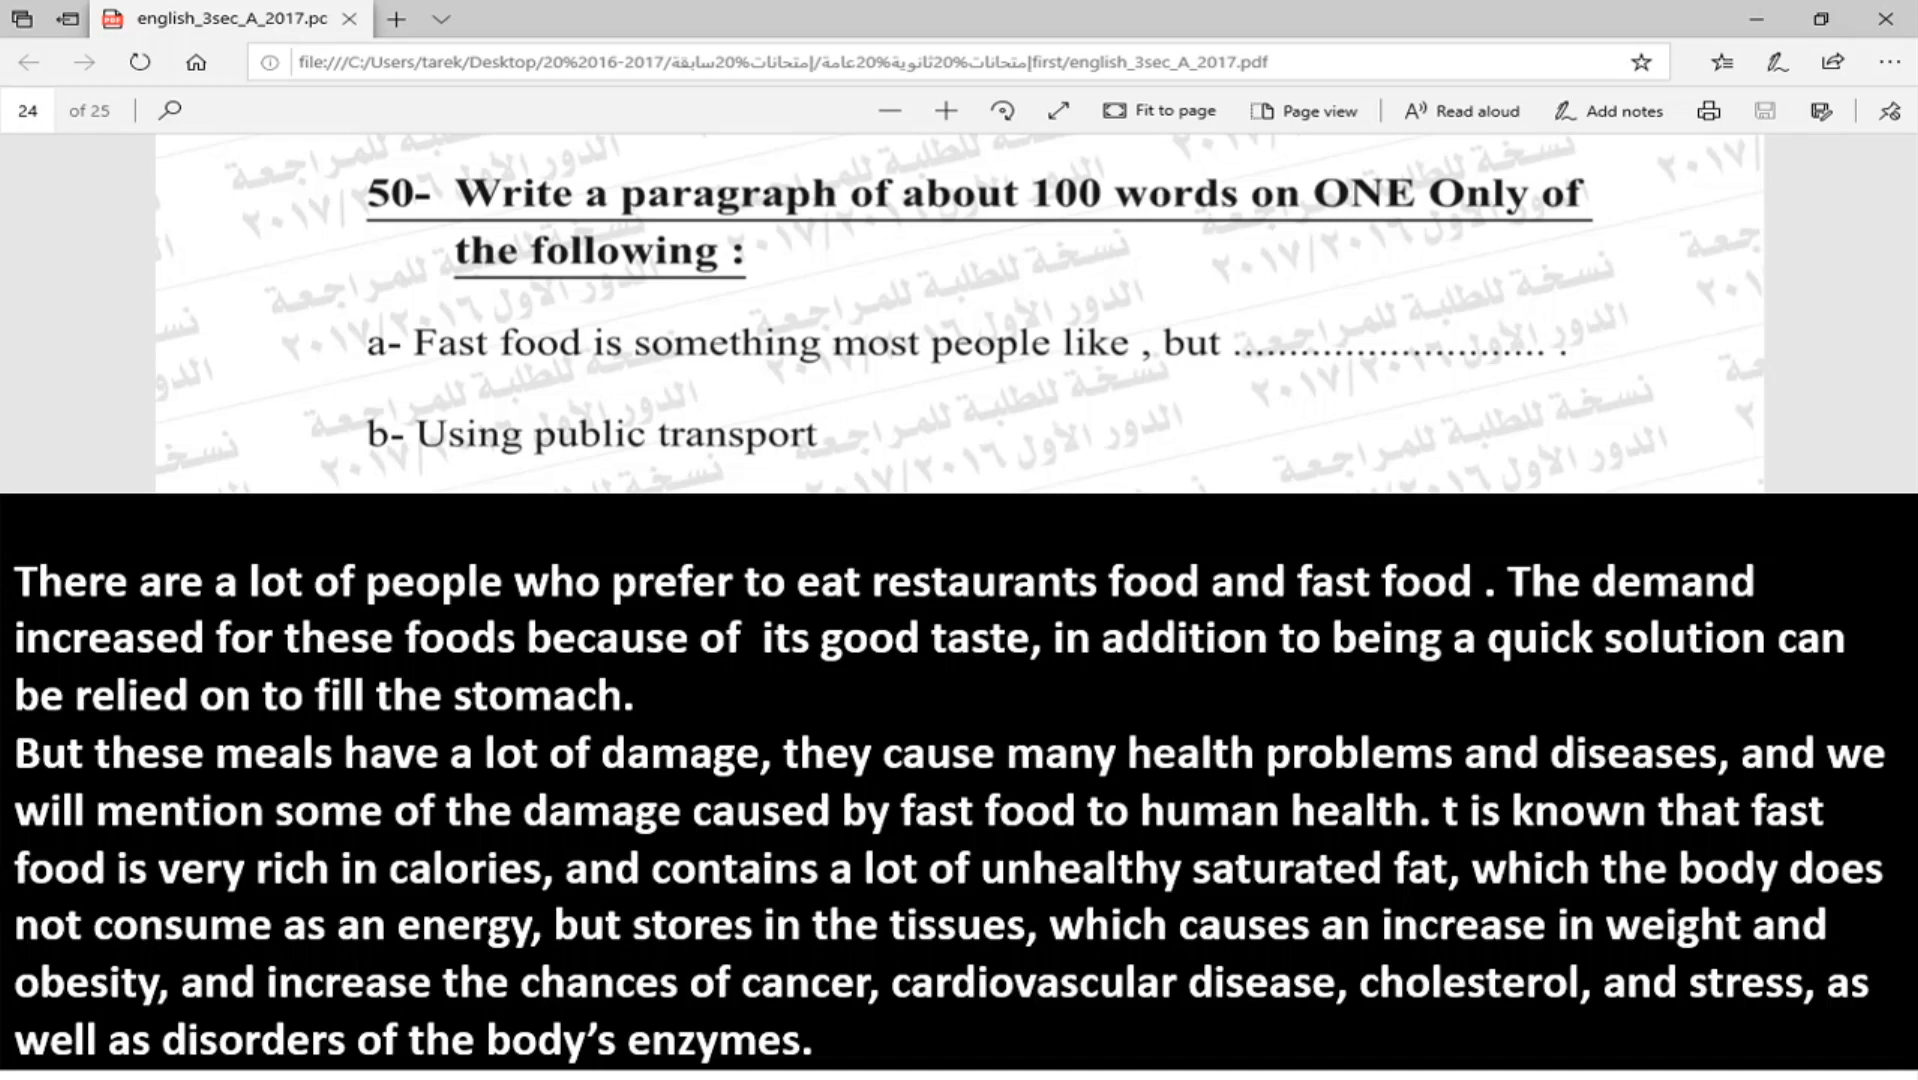 english_3sec_A_2017.pc
file:///C:/Users/tarek/Desktop/20%2016-2017/امتحانات%20ثانوية%20عامة/إمتحانات%20سابقة/first/english_3sec_A_2017.pdf
24 of 25 Fit to page Page view Read aloud Add notes
50- Write a paragraph of about 100 words on ONE Only of
the following :
a- Fast food is something most people like , but ............................ .
b- Using public transport
نسخة للطلبة للمراجعة
الدور الأول ٢٠١٧/٢٠١٦
There are a lot of people who prefer to eat restaurants food and fast food . The demand
increased for these foods because of  its good taste, in addition to being a quick solution can
be relied on to fill the stomach.
But these meals have a lot of damage, they cause many health problems and diseases, and we
will mention some of the damage caused by fast food to human health. t is known that fast
food is very rich in calories, and contains a lot of unhealthy saturated fat, which the body does
not consume as an energy, but stores in the tissues, which causes an increase in weight and
obesity, and increase the chances of cancer, cardiovascular disease, cholesterol, and stress, as
well as disorders of the body’s enzymes.